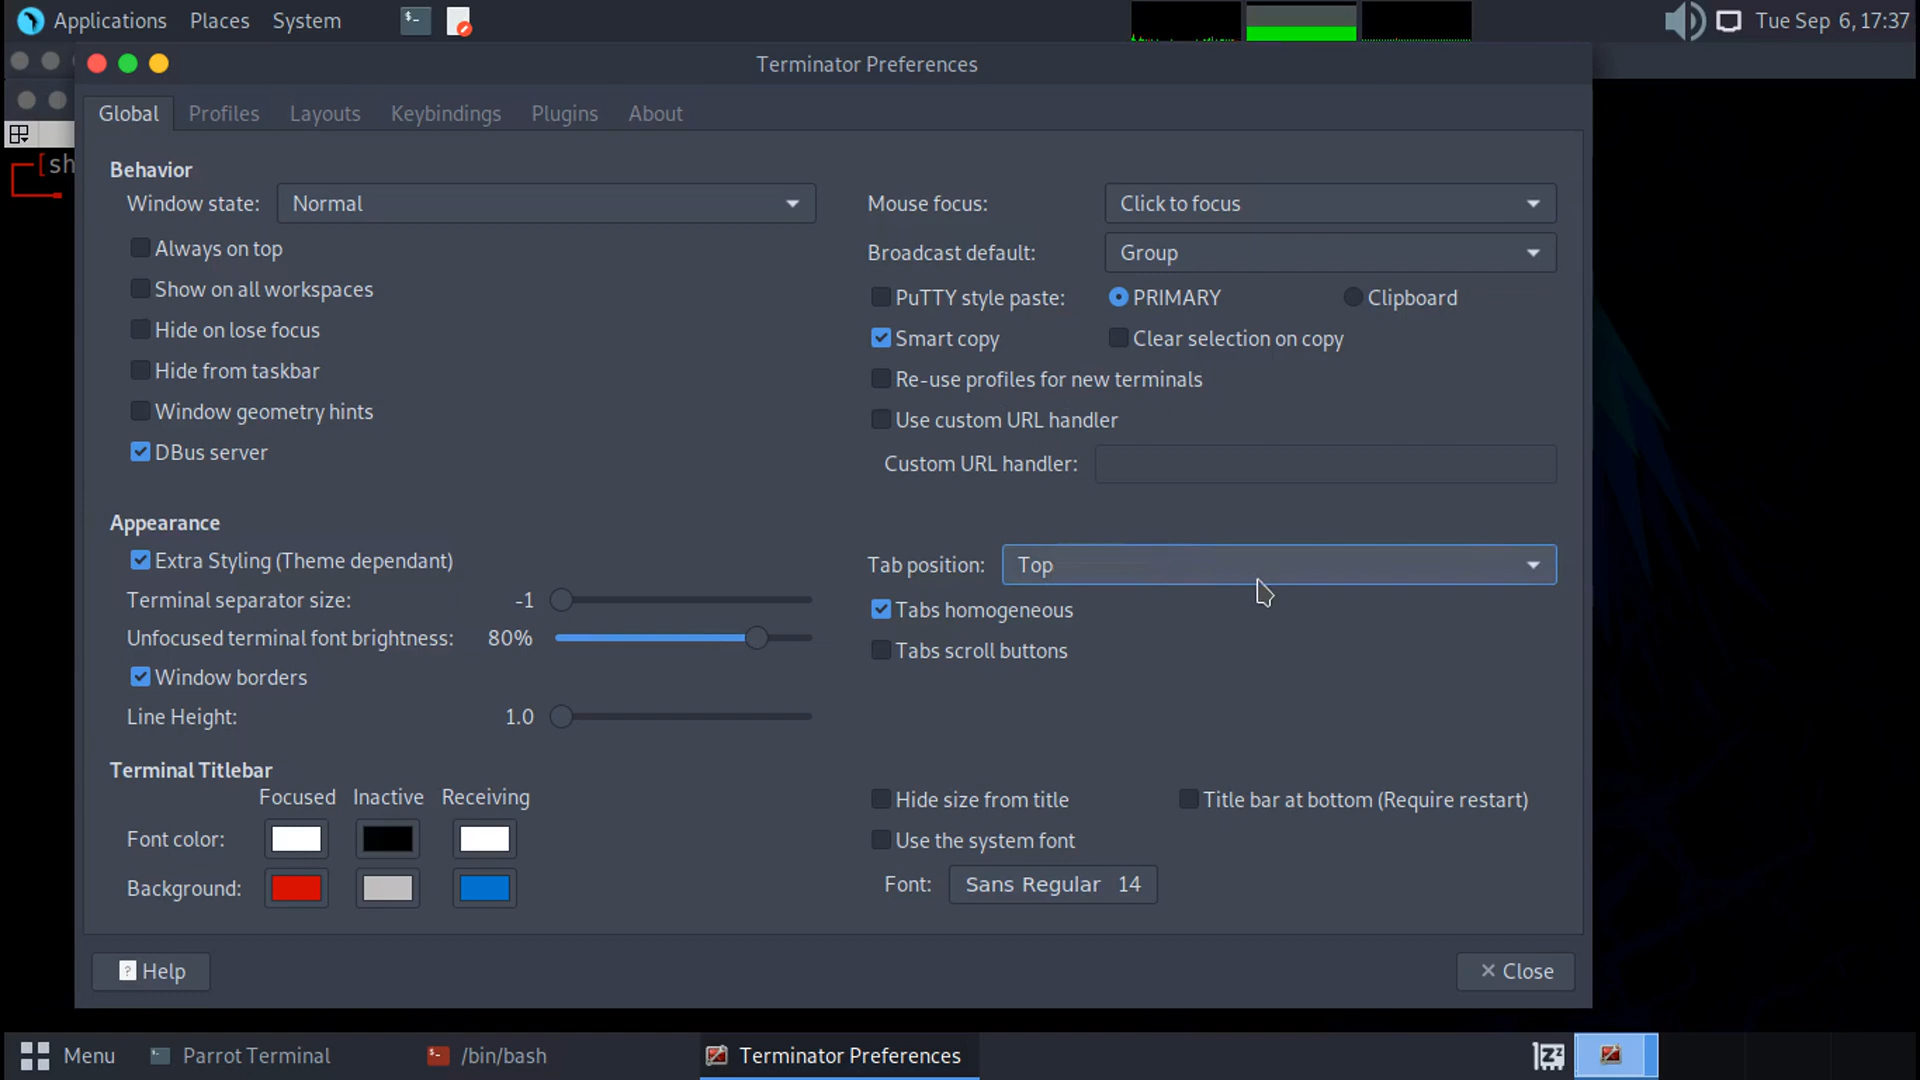 Applications Places System
Tue Sep 6, 17:37
Terminator Preferences
Global Profiles Layouts Keybindings Plugins About
[sh
Behavior
Window state: Normal
Always on top
Show on all workspaces
Hide on lose focus
Hide from taskbar
Window geometry hints
DBus server
Mouse focus: Click to focus
Broadcast default: Group
PuTTY style paste: PRIMARY Clipboard
Smart copy Clear selection on copy
Re-use profiles for new terminals
Use custom URL handler
Custom URL handler:
Appearance
Extra Styling (Theme dependant)
Terminal separator size: -1
Unfocused terminal font brightness: 80%
Window borders
Line Height: 1.0
Tab position: Top
Tabs homogeneous
Tabs scroll buttons
Terminal Titlebar
Focused Inactive Receiving
Font color:
Background:
Hide size from title Title bar at bottom (Require restart)
Use the system font
Font: Sans Regular 14
Help
Close
Menu Parrot Terminal /bin/bash Terminator Preferences